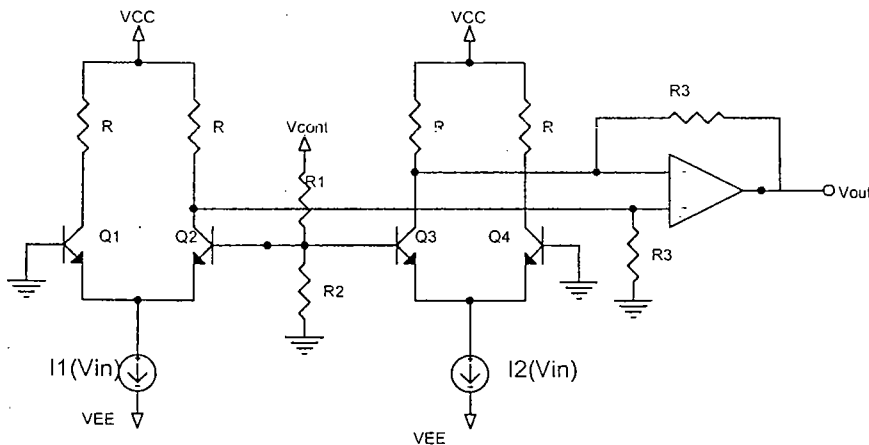 VCC
VCC
R
R
Vcont
R1
R
R
R3
Vout
Q1
Q2
Q3
Q4
R2
R3
I1(Vin)
I2(Vin)
VEE
VEE